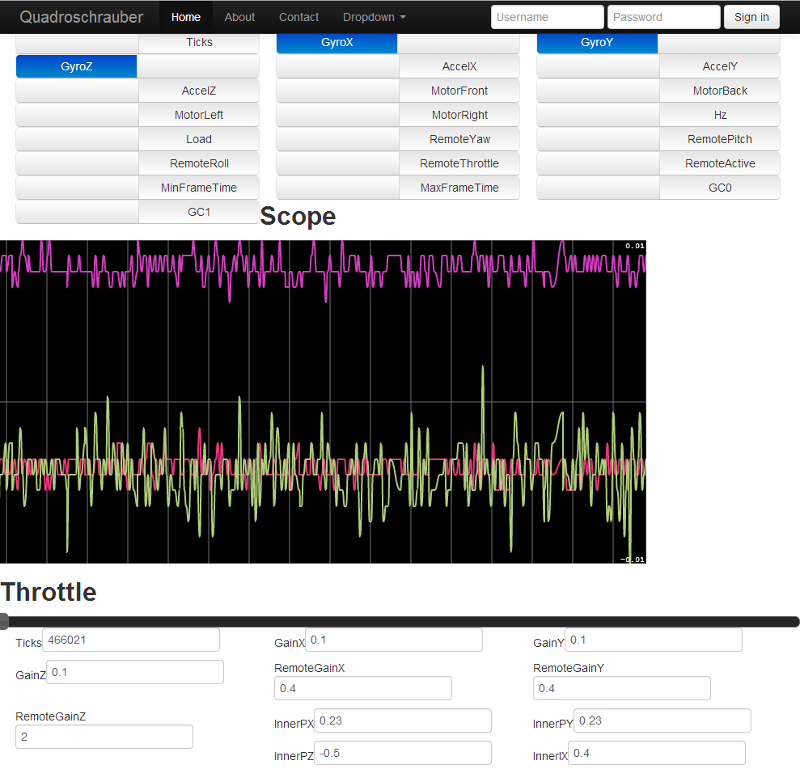 Quadroschrauber Home About Contact Dropdown Username Password Sign in
Ticks GyroX GyroY
GyroZ AccelX AccelY
AccelZ MotorFront MotorBack
MotorLeft MotorRight Hz
Load RemoteYaw RemotePitch
RemoteRoll RemoteThrottle RemoteActive
MinFrameTime MaxFrameTime GC0
GC1 Scope
0.01
-0.01
Throttle
Ticks 466021 GainX 0.1 GainY 0.1
GainZ 0.1 RemoteGainX RemoteGainY
0.4 0.4
RemoteGainZ InnerPX 0.23 InnerPY 0.23
2 InnerPZ -0.5 InnerIX 0.4